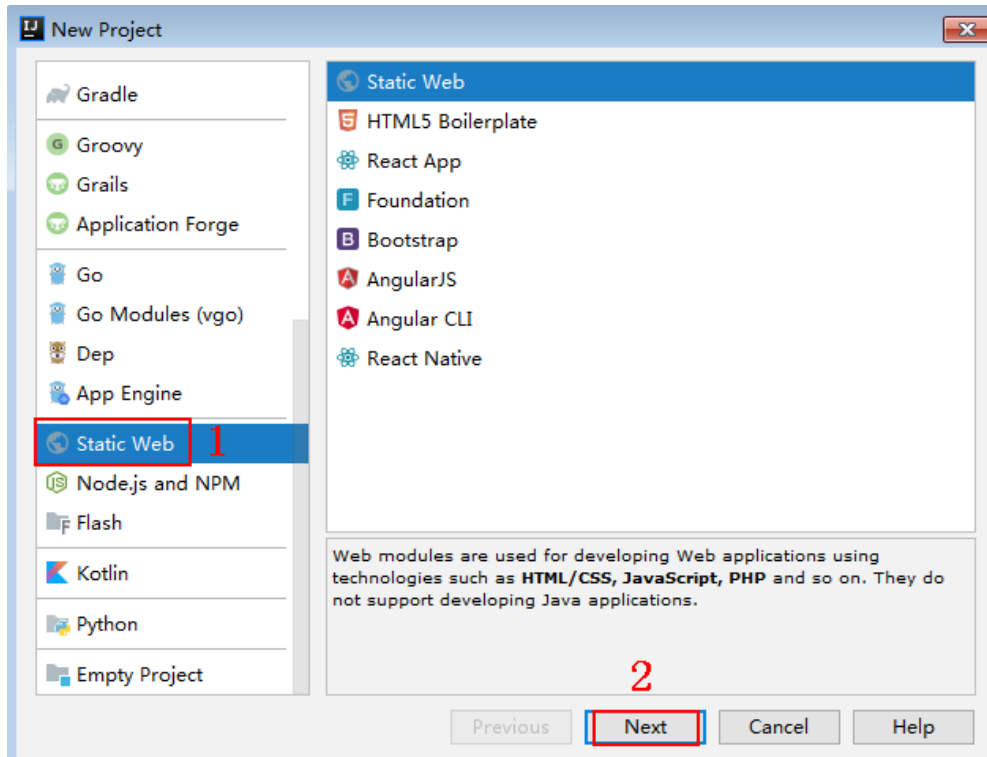 New Project
Gradle
Groovy
Grails
Application Forge
Go
Go Modules (vgo)
Dep
App Engine
Static Web 1
Node.js and NPM
Flash
Kotlin
Python
Empty Project
Static Web
HTML5 Boilerplate
React App
Foundation
Bootstrap
AngularJS
Angular CLI
React Native
Web modules are used for developing Web applications using
technologies such as HTML/CSS, JavaScript, PHP and so on. They do
not support developing Java applications.
2
Previous Next Cancel Help